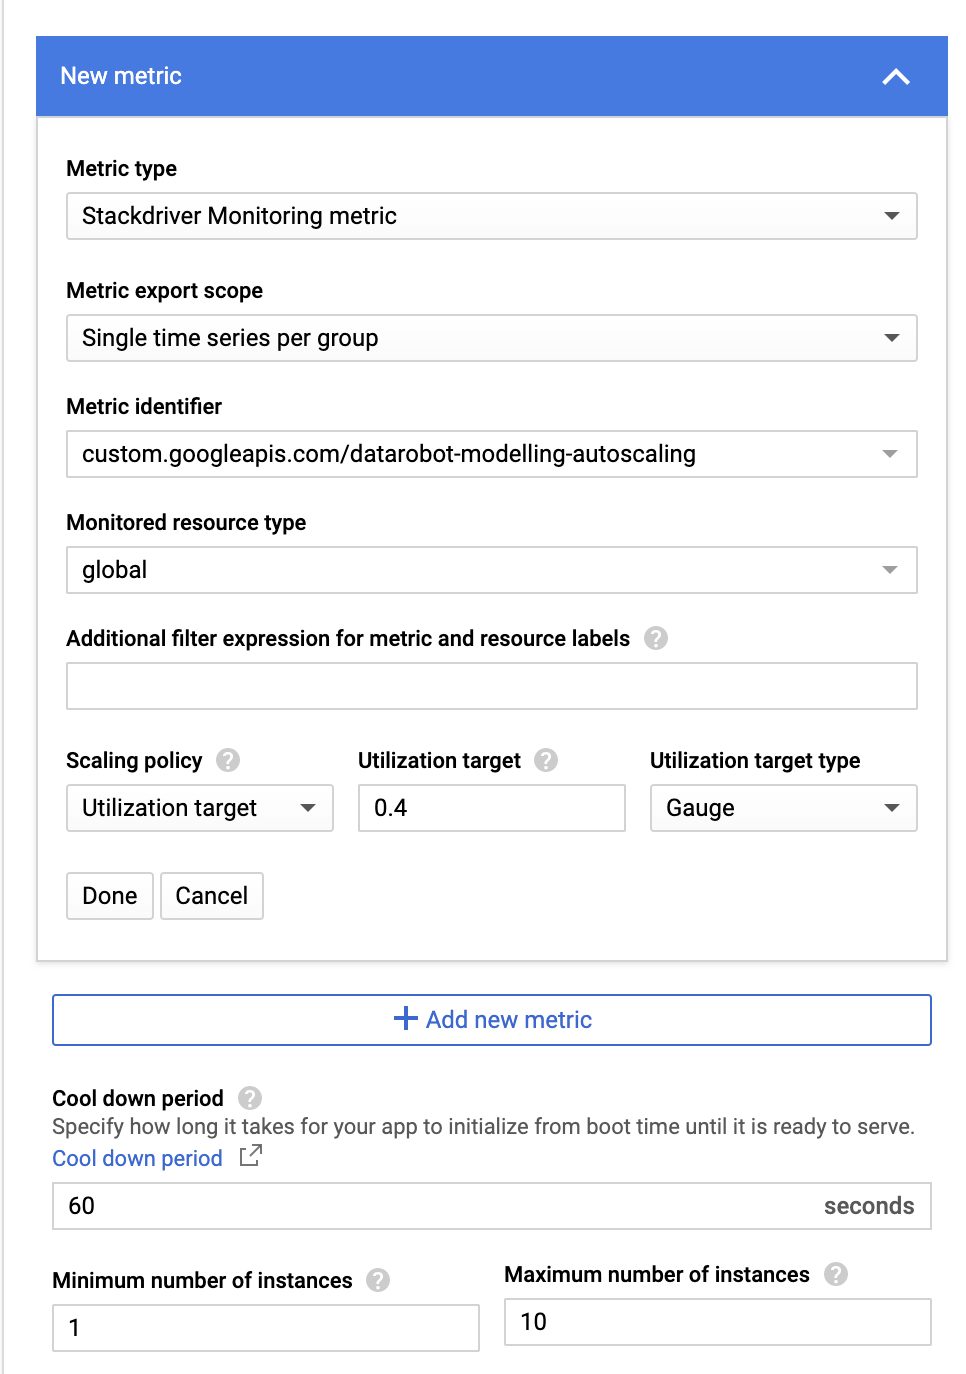 New metric
Metric type
Stackdriver Monitoring metric
Metric export scope
Single time series per group
Metric identifier
custom.googleapis.com/datarobot-modelling-autoscaling
Monitored resource type
global
Additional filter expression for metric and resource labels ?
Scaling policy ? Utilization target ? Utilization target type
Utilization target 0.4 Gauge
Done Cancel
+ Add new metric
Cool down period ?
Specify how long it takes for your app to initialize from boot time until it is ready to serve.
Cool down period
60 seconds
Minimum number of instances ? Maximum number of instances ?
1 10